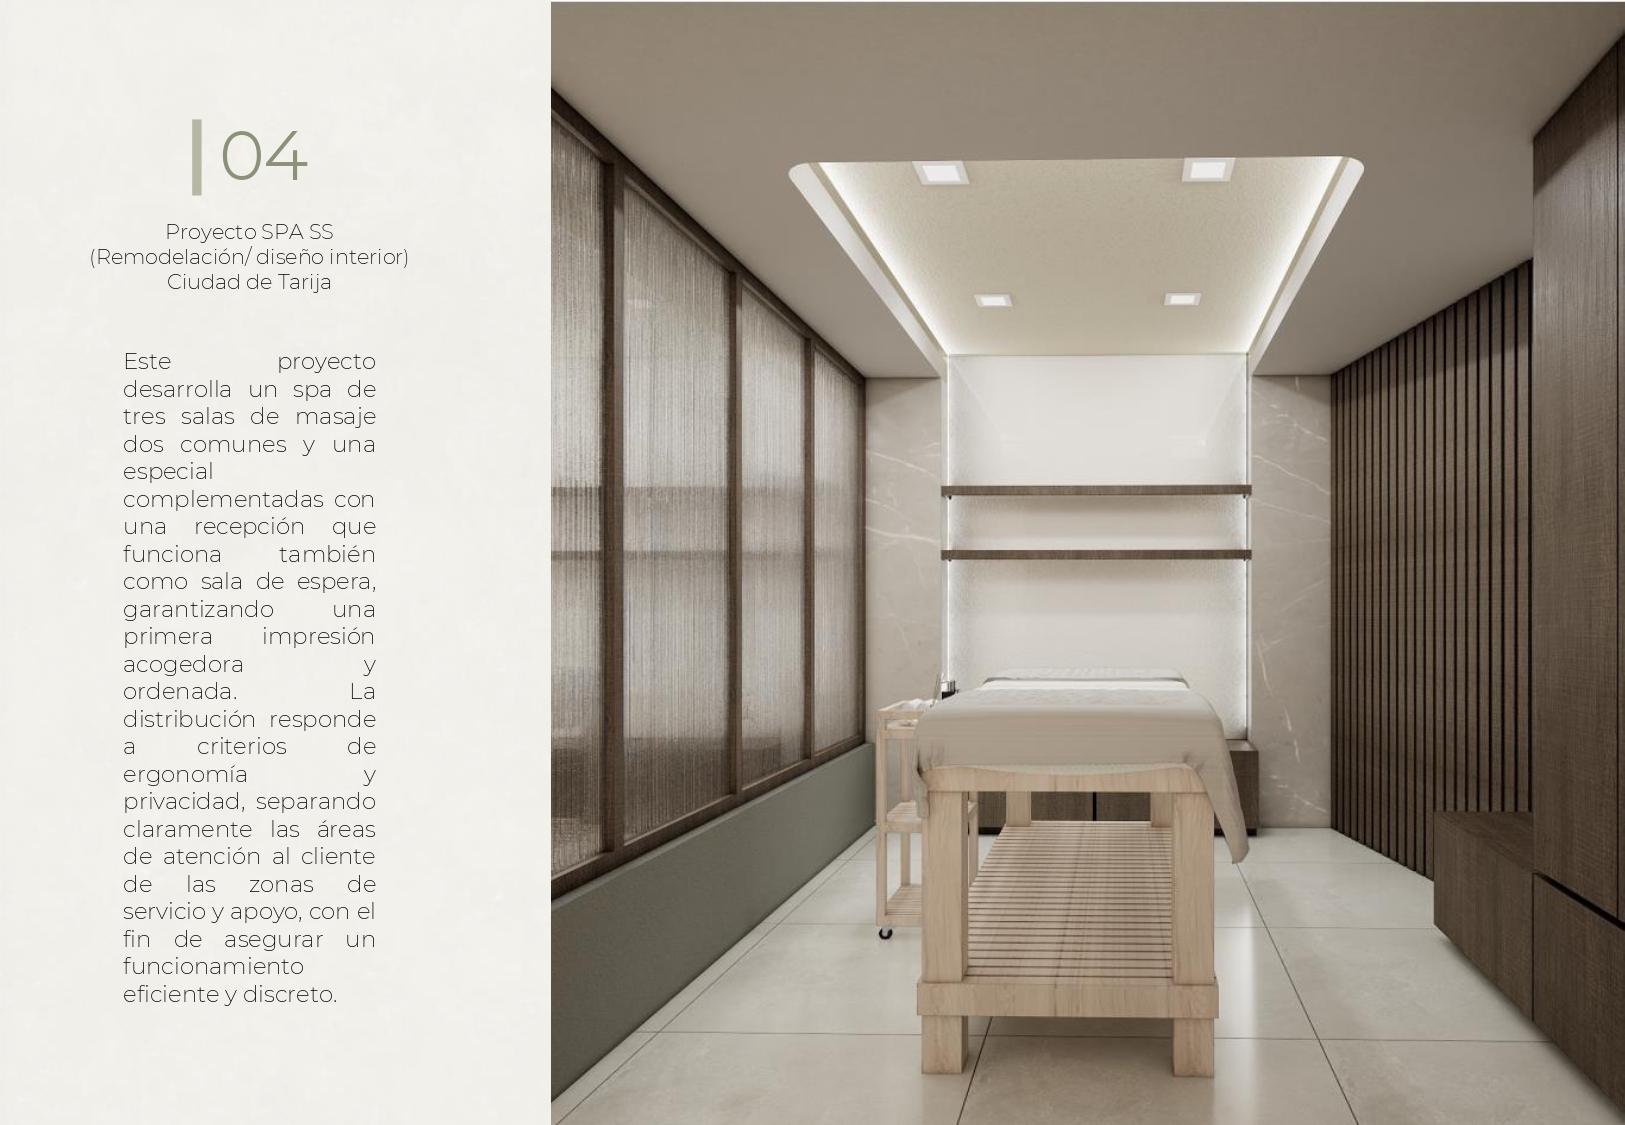 04
Proyecto SPA SS
(Remodelación/ diseño interior)
Ciudad de Tarija
Este proyecto
desarrolla un spa de
tres salas de masaje
dos comunes y una
especial
complementadas con
una recepción que
funciona también
como sala de espera,
garantizando una
primera impresión
acogedora y
ordenada. La
distribución responde
a criterios de
ergonomía y
privacidad, separando
claramente las áreas
de atención al cliente
de las zonas de
servicio y apoyo, con el
fin de asegurar un
funcionamiento
eficiente y discreto.